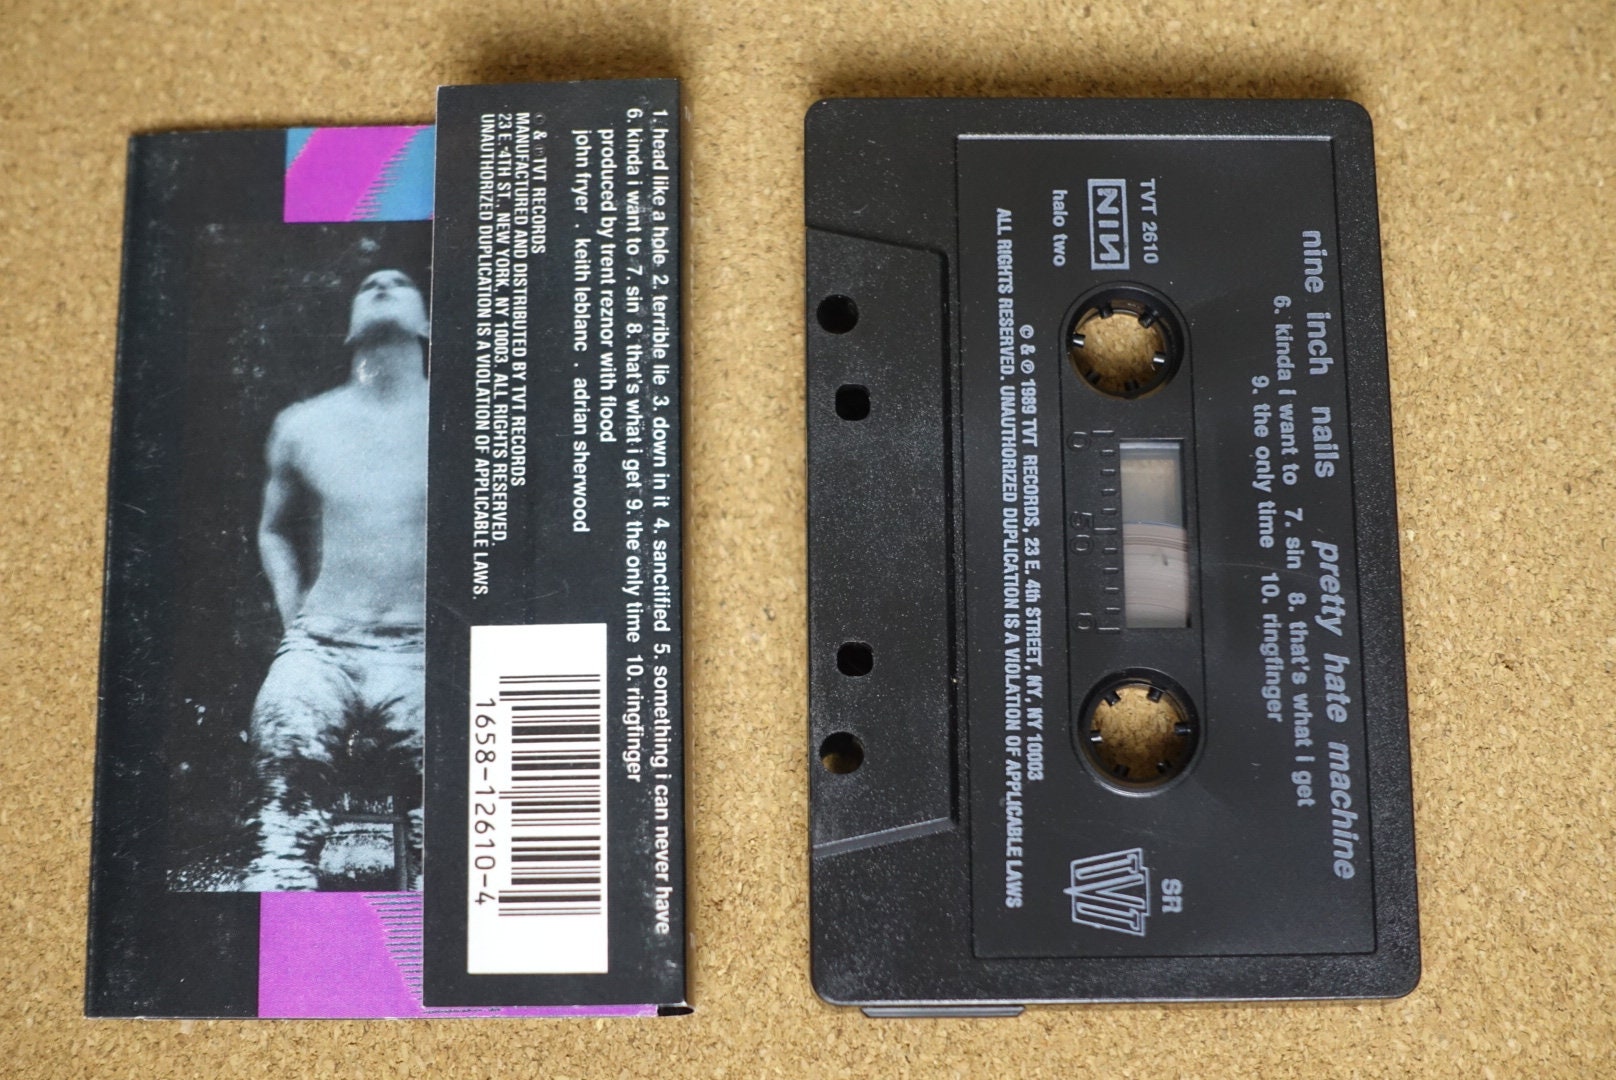 1. head like a hole 2. terrible lie 3. down in it 4. sanctified 5. something i can never have
6. kinda i want to 7. sin 8. that's what i get 9. the only time 10. ringfinger
produced by trent reznor with flood
john fryer . keith leblanc . adrian sherwood
© & ℗ TVT RECORDS
MANUFACTURED AND DISTRIBUTED BY TVT RECORDS
23 E. 4TH ST., NEW YORK, NY 10003. ALL RIGHTS RESERVED.
UNAUTHORIZED DUPLICATION IS A VIOLATION OF APPLICABLE LAWS.
1658-12610-4
nine inch nails pretty hate machine
6. kinda i want to 7. sin 8. that's what i get
9. the only time 10. ringfinger
TVT 2610
NIN
halo two
SR
TVT
0 50
© & ℗ 1989 TVT RECORDS, 23 E. 4th STREET, NY, NY 10003
ALL RIGHTS RESERVED. UNAUTHORIZED DUPLICATION IS A VIOLATION OF APPLICABLE LAWS